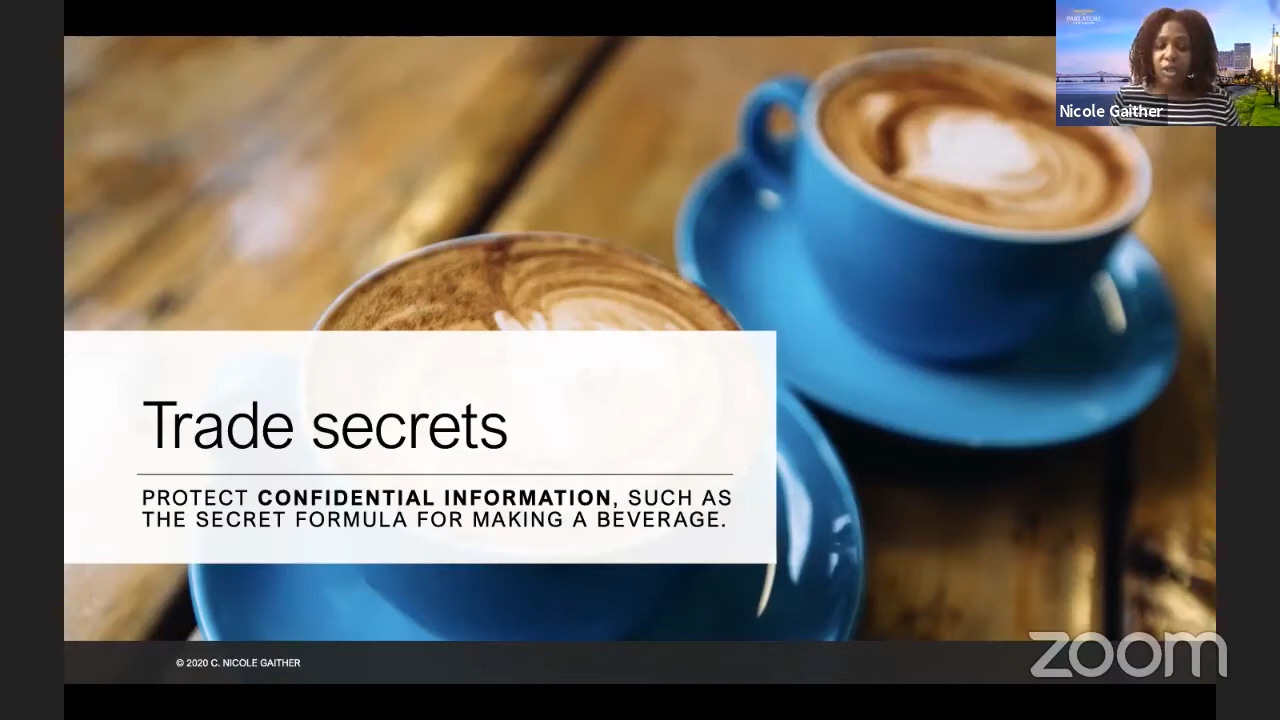 PARLATORE
Nicole Gaither
Trade secrets
PROTECT CONFIDENTIAL INFORMATION, SUCH AS
THE SECRET FORMULA FOR MAKING A BEVERAGE.
© 2020 C. NICOLE GAITHER
zoom